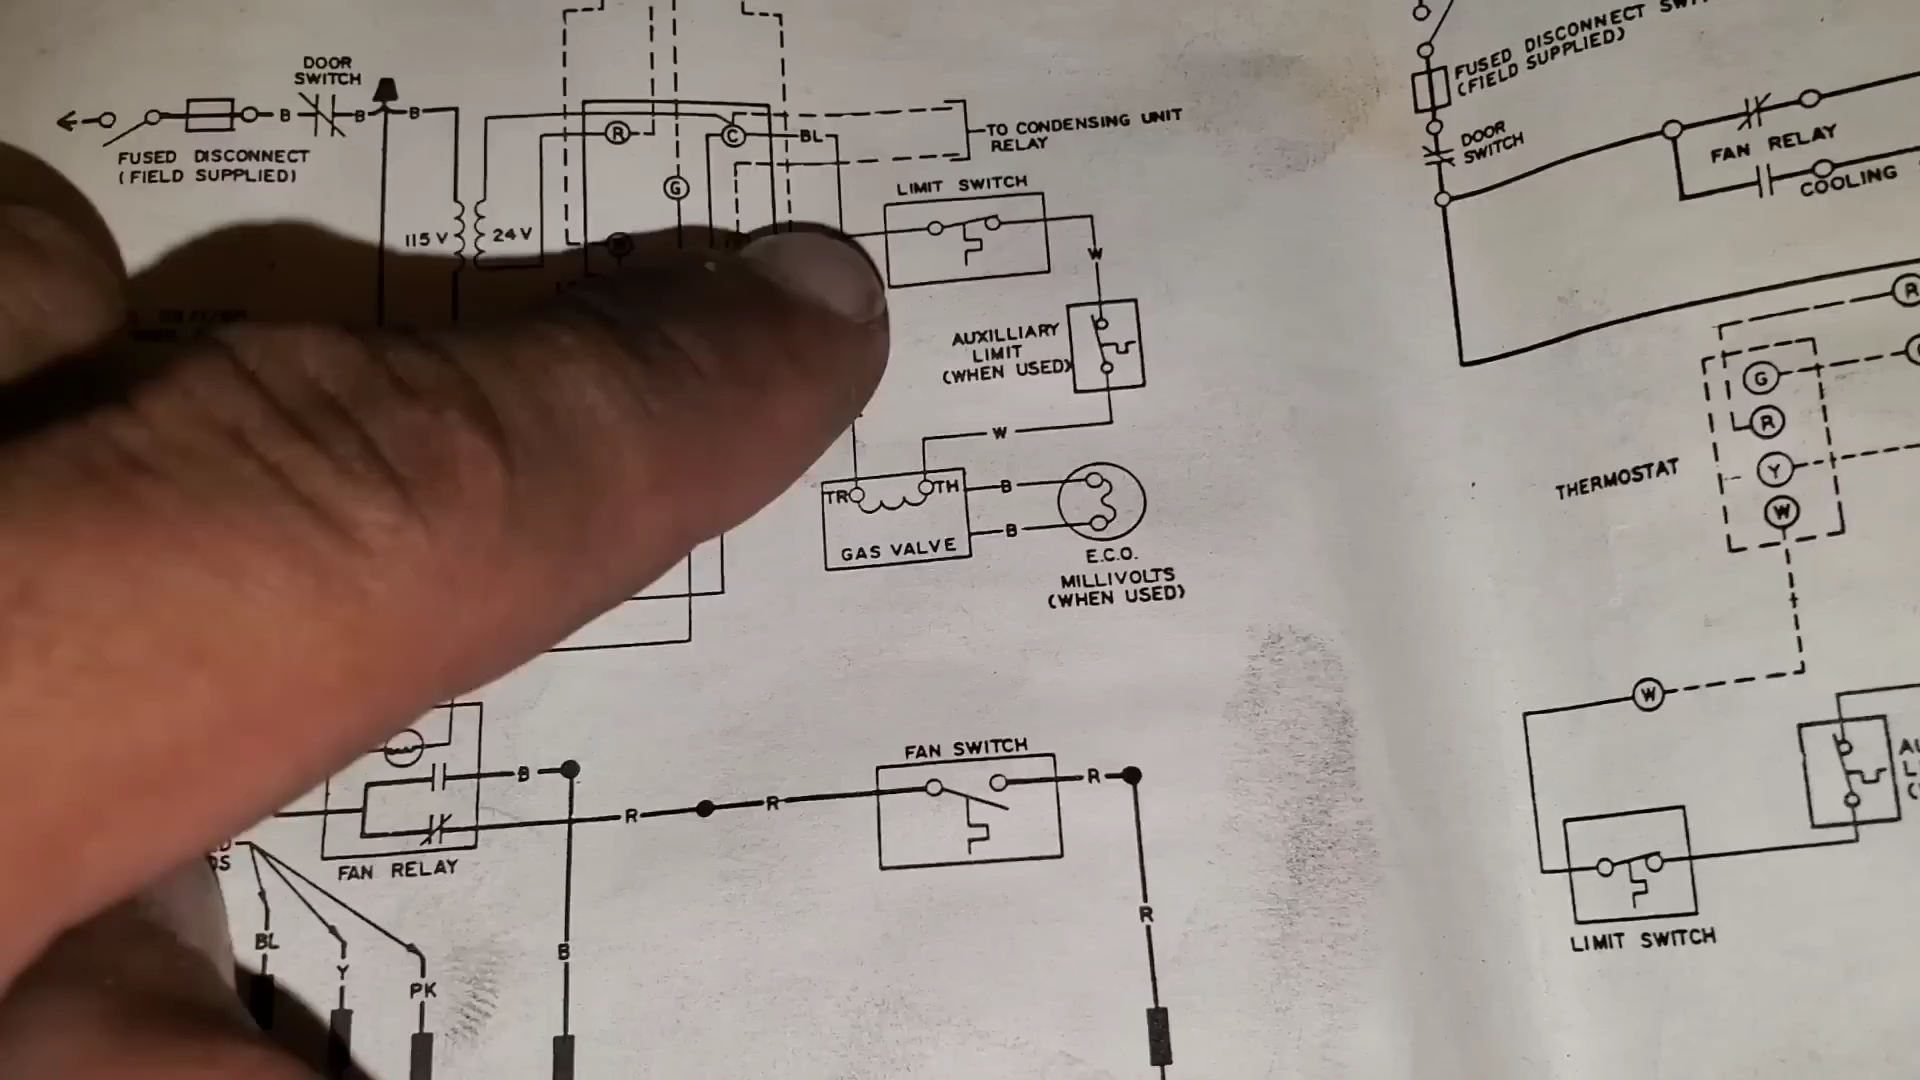 DOOR
SWITCH
B
B
B
FUSED DISCONNECT
(FIELD SUPPLIED)
R
C
BL
TO CONDENSING UNIT
RELAY
G
115 V
24 V
LIMIT SWITCH
W
AUXILLIARY
LIMIT
(WHEN USED)
W
TR
TH
GAS VALVE
B
B
E.C.O.
MILLIVOLTS
(WHEN USED)
FAN SWITCH
B
R
R
R
FAN RELAY
BL
Y
PK
B
R
FUSED DISCONNECT
(FIELD SUPPLIED)
DOOR
SWITCH
FAN RELAY
COOLING
R
G
R
Y
W
THERMOSTAT
W
LIMIT SWITCH